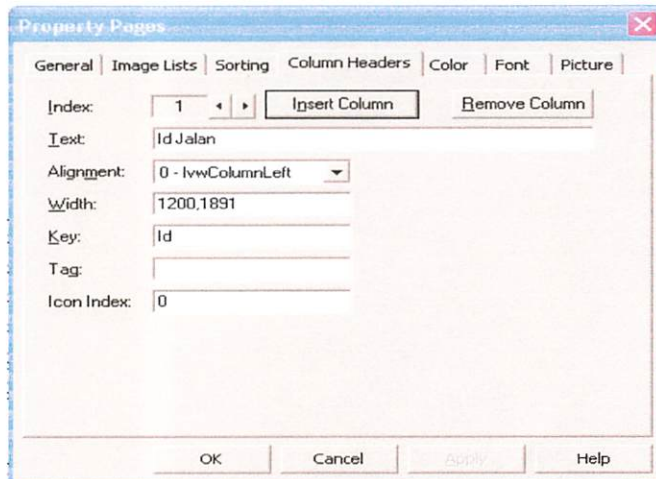 Property Pages
General Image Lists Sorting Column Headers Color Font Picture
Index: 1 Insert Column Remove Column
Text: Id Jalan
Alignment: 0 - lvwColumnLeft
Width: 1200,1891
Key: Id
Tag:
Icon Index: 0
OK Cancel Apply Help